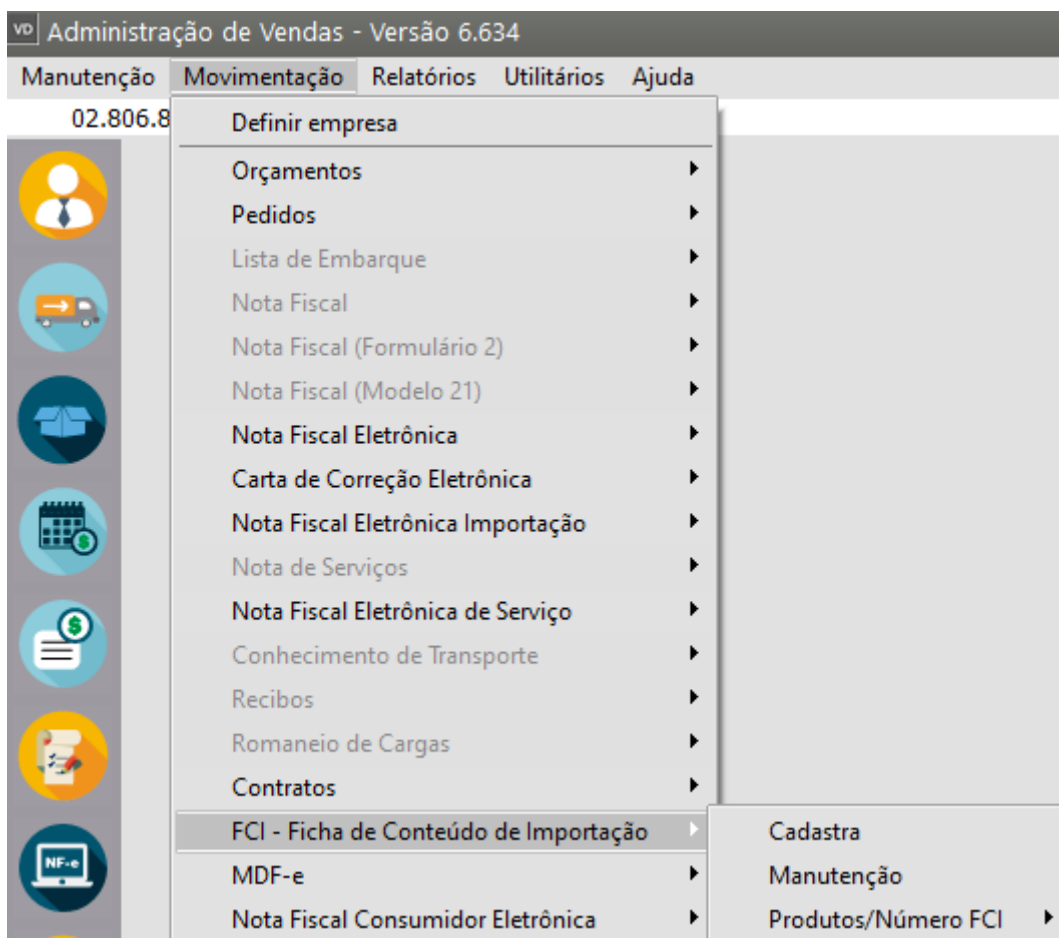 VD Administração de Vendas - Versão 6.634
Manutenção Movimentação Relatórios Utilitários Ajuda
02.806.8
Definir empresa
Orçamentos
Pedidos
Lista de Embarque
Nota Fiscal
Nota Fiscal (Formulário 2)
Nota Fiscal (Modelo 21)
Nota Fiscal Eletrônica
Carta de Correção Eletrônica
Nota Fiscal Eletrônica Importação
Nota de Serviços
Nota Fiscal Eletrônica de Serviço
Conhecimento de Transporte
Recibos
Romaneio de Cargas
Contratos
FCI - Ficha de Conteúdo de Importação Cadastra
NF-e
MDF-e Manutenção
Nota Fiscal Consumidor Eletrônica Produtos/Número FCI